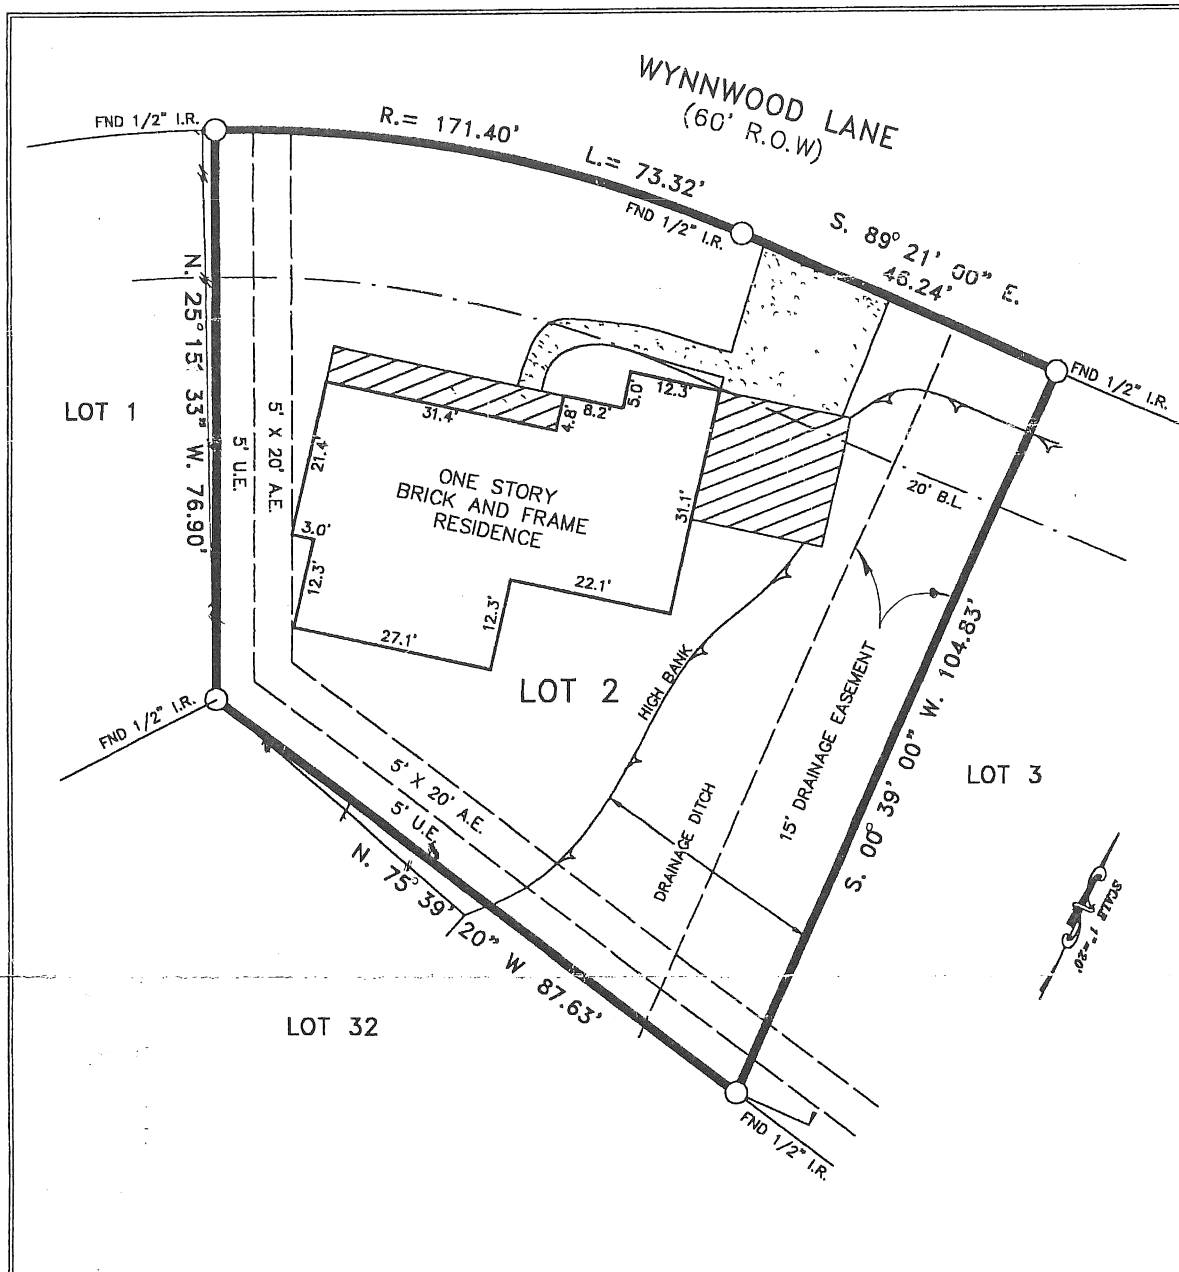 WYNNWOOD LANE
(60' R.O.W)
FND 1/2" I.R.
R.= 171.40'
L.= 73.32'
FND 1/2" I.R.
S. 89° 21' 00" E.
46.24'
FND 1/2" I.R.
LOT 1
N. 25° 15' 33" W. 76.90'
5' U.E.
5' X 20' A.E.
31.4'
4.8'
8.2'
5.0'
12.3'
21.4'
ONE STORY
BRICK AND FRAME
RESIDENCE
31.1'
20' B.L.
3.0'
12.3'
27.1'
12.3'
22.1'
LOT 2
HIGH BANK
DRAINAGE DITCH
15' DRAINAGE EASEMENT
S. 00° 39' 00" W. 104.83'
LOT 3
FND 1/2" I.R.
5' X 20' A.E.
5' U.E.
N. 75° 39' 20" W 87.63'
SCALE 1"=20'
LOT 32
FND 1/2" I.R.